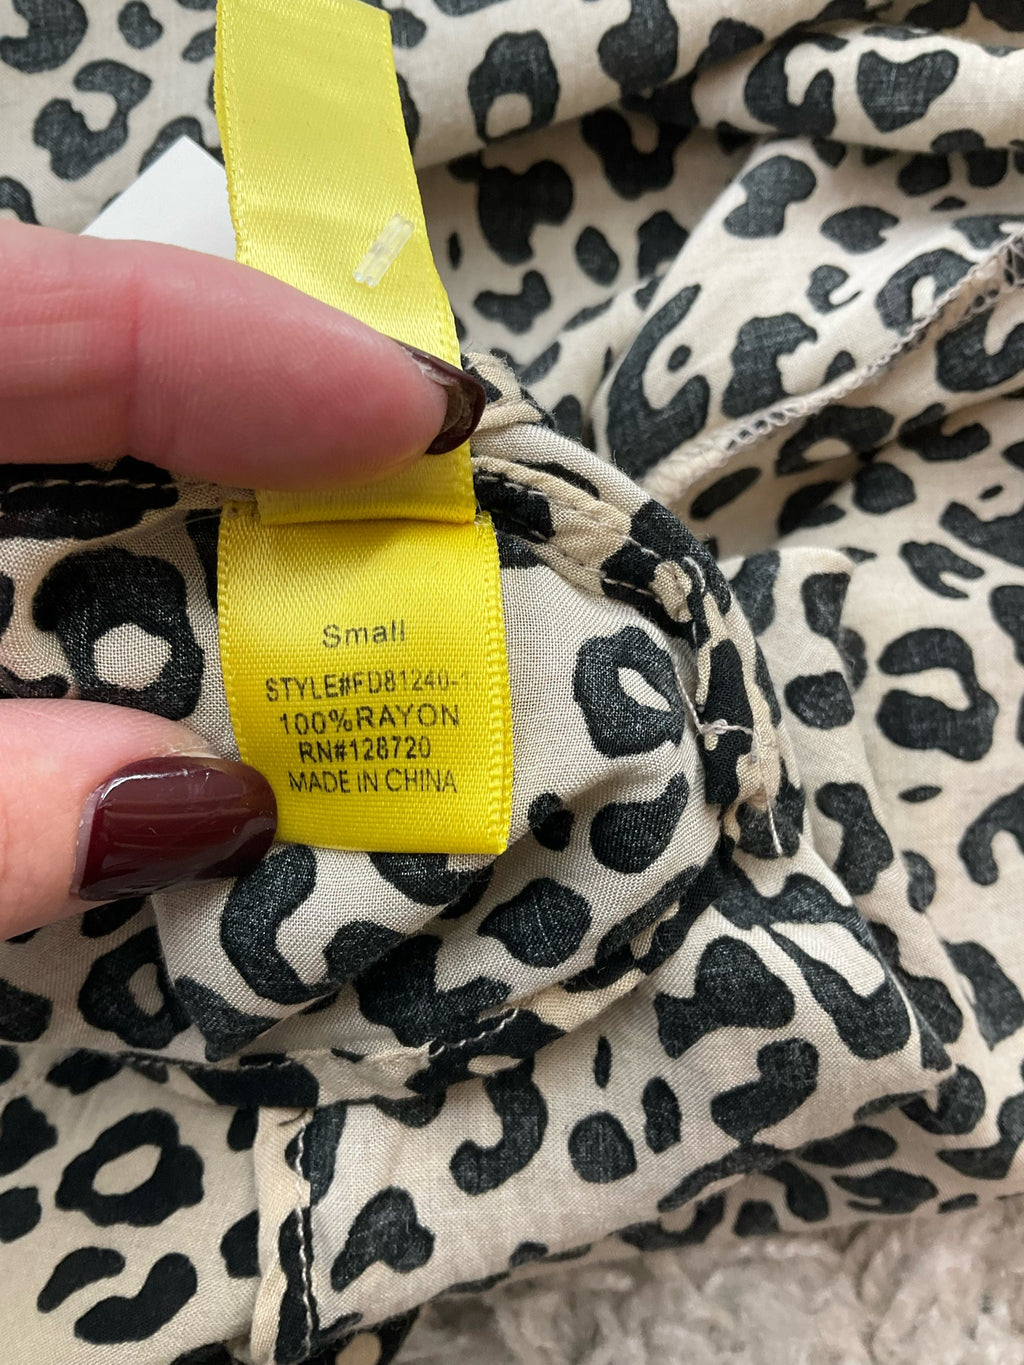 Small
STYLE#FD81240-1
100%RAYON
RN#128720
MADE IN CHINA